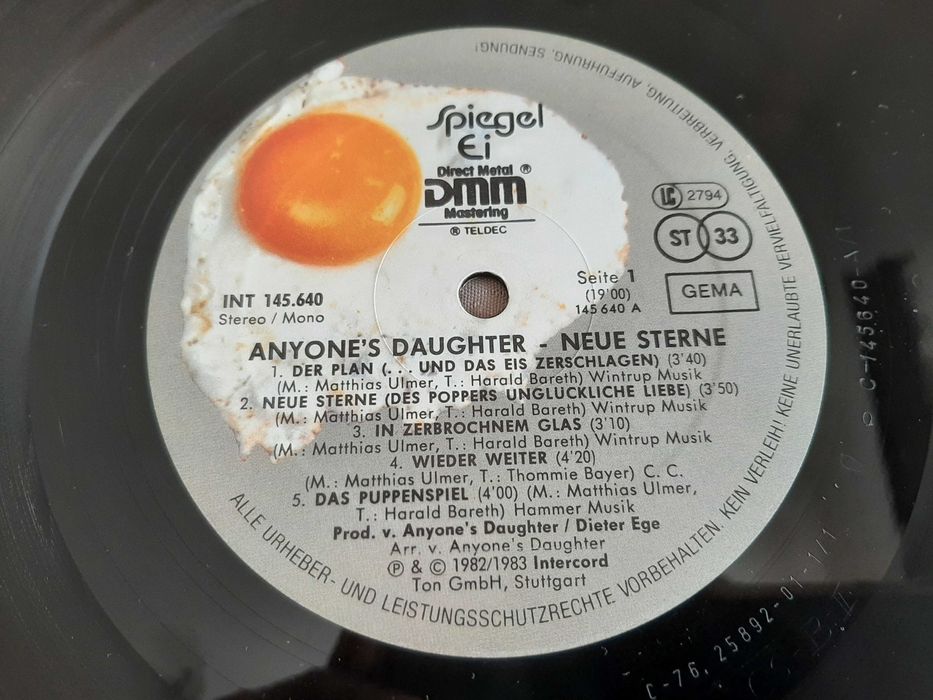 Spiegel
Ei
Direct Metal ®
DMM
Mastering
® TELDEC
LC 2794
ST 33
GEMA
INT 145.640
Stereo / Mono
Seite 1
(19'00)
145 640 A
ANYONE'S DAUGHTER - NEUE STERNE
1. DER PLAN (. . . UND DAS EIS ZERSCHLAGEN) (3'40)
(M.: Matthias Ulmer, T.: Harald Bareth) Wintrup Musik
2. NEUE STERNE (DES POPPERS UNGLÜCKLICHE LIEBE) (3'50)
(M.: Matthias Ulmer, T.: Harald Bareth) Wintrup Musik
3. IN ZERBROCHNEM GLAS (3'10)
(M.: Matthias Ulmer, T.: Harald Bareth) Wintrup Musik
4. WIEDER WEITER (4'20)
(M.: Matthias Ulmer, T.: Thommie Bayer) C. C.
5. DAS PUPPENSPIEL (4'00) (M.: Matthias Ulmer,
T.: Harald Bareth) Hammer Musik
Prod. v. Anyone's Daughter / Dieter Ege
Arr. v. Anyone's Daughter
℗ & © 1982/1983 Intercord
Ton GmbH, Stuttgart
ALLE URHEBER- UND LEISTUNGSSCHUTZRECHTE VORBEHALTEN. KEIN VERLEIH! KEINE UNERLAUBTE VERVIELFÄLTIGUNG, VERBREITUNG, AUFFÜHRUNG, SENDUNG!